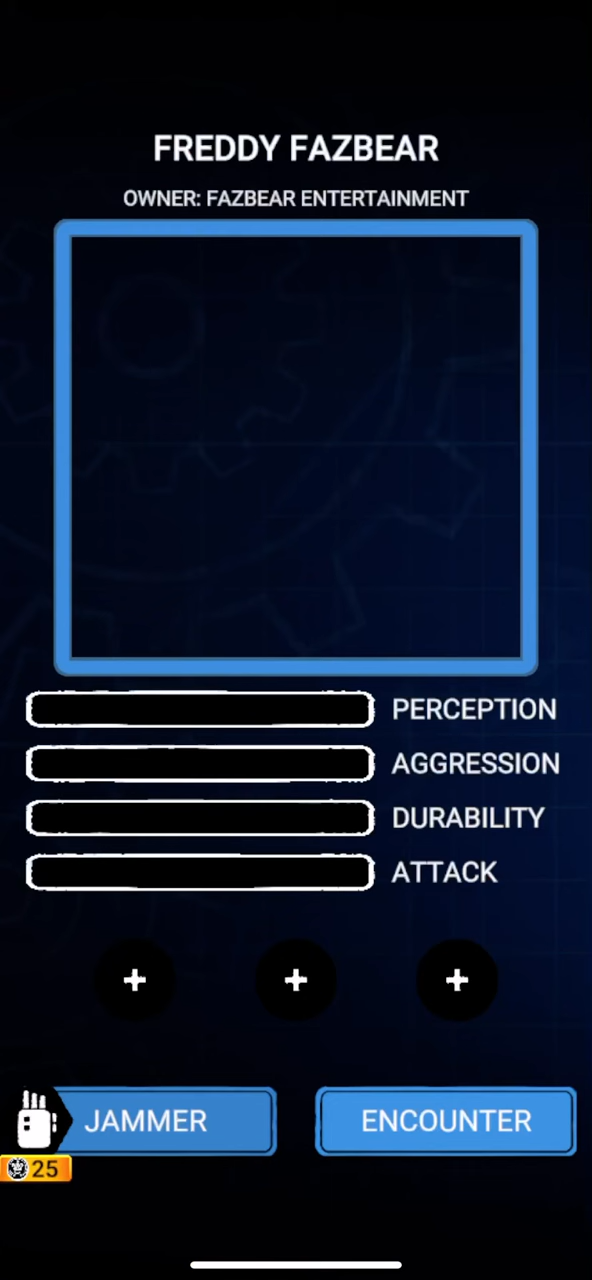 FREDDY FAZBEAR
OWNER: FAZBEAR ENTERTAINMENT
PERCEPTION
AGGRESSION
DURABILITY
ATTACK
+ + +
JAMMER
ENCOUNTER
25